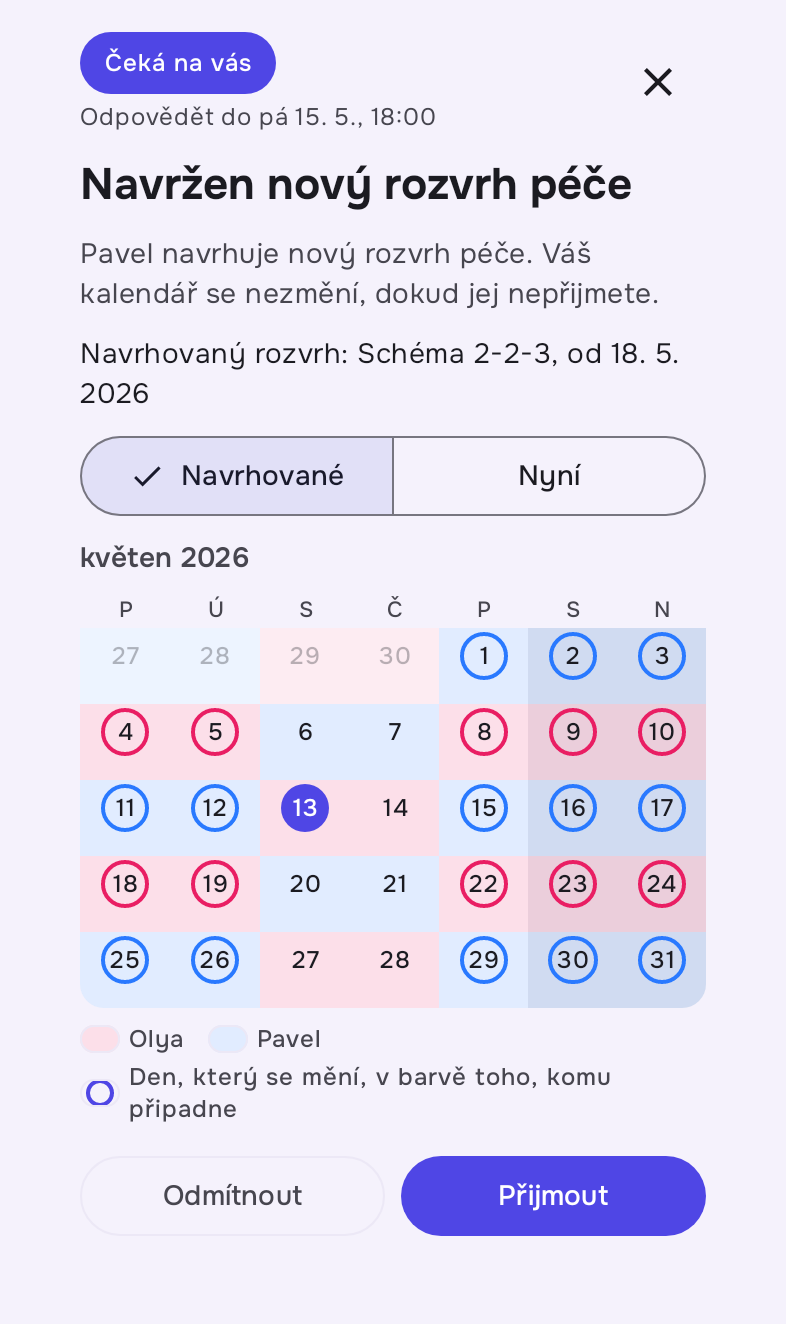 Čeká na vás
Odpovědět do pá 15. 5., 18:00
Navržen nový rozvrh péče
Pavel navrhuje nový rozvrh péče. Váš
kalendář se nezmění, dokud jej nepřijmete.
Navrhovaný rozvrh: Schéma 2-2-3, od 18. 5.
2026
Navrhované Nyní
květen 2026
P Ú S Č P S N
27 28 29 30 1 2 3
4 5 6 7 8 9 10
11 12 13 14 15 16 17
18 19 20 21 22 23 24
25 26 27 28 29 30 31
Olya Pavel
Den, který se mění, v barvě toho, komu
připadne
Odmítnout Přijmout